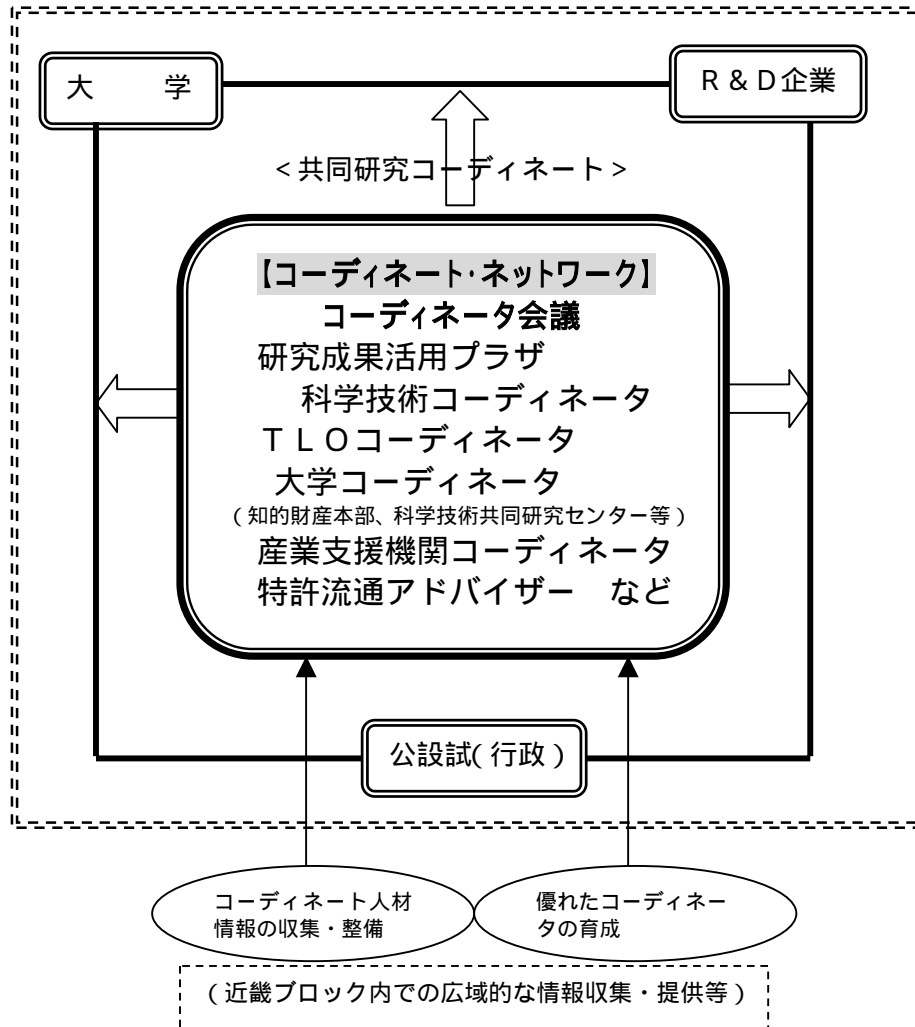 大　　学
Ｒ＆Ｄ企業
＜共同研究コーディネート＞
【コーディネート・ネットワーク】
コーディネータ会議
研究成果活用プラザ
科学技術コーディネータ
ＴＬＯコーディネータ
大学コーディネータ
（知的財産本部、科学技術共同研究センター等）
産業支援機関コーディネータ
特許流通アドバイザー　など
公設試（行政）
コーディネート人材
情報の収集・整備
優れたコーディネー
タの育成
（近畿ブロック内での広域的な情報収集・提供等）